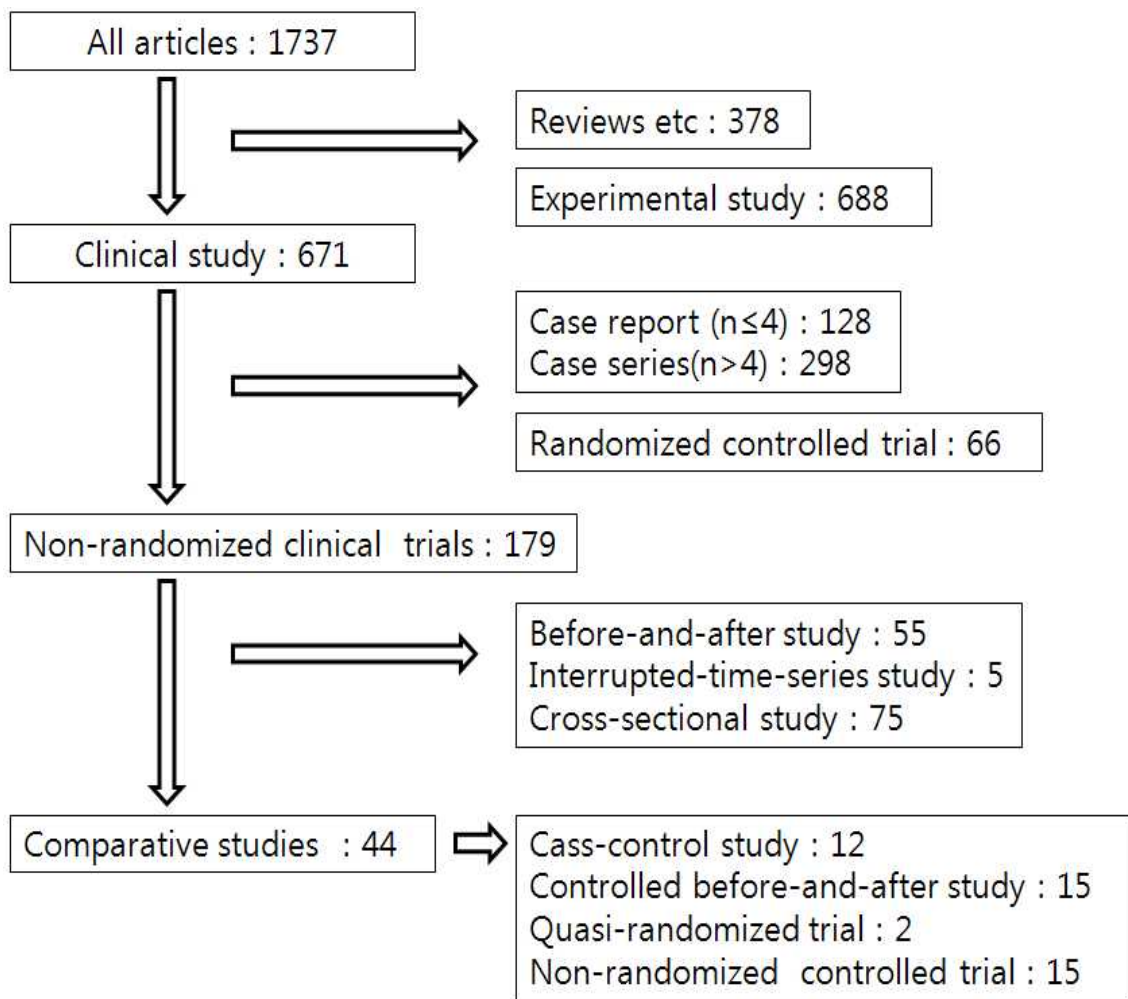 All articles : 1737
Reviews etc : 378
Experimental study : 688
Clinical study : 671
Case report (n≤4) : 128
Case series(n>4) : 298
Randomized controlled trial : 66
Non-randomized clinical trials : 179
Before-and-after study : 55
Interrupted-time-series study : 5
Cross-sectional study : 75
Comparative studies : 44
Cass-control study : 12
Controlled before-and-after study : 15
Quasi-randomized trial : 2
Non-randomized controlled trial : 15